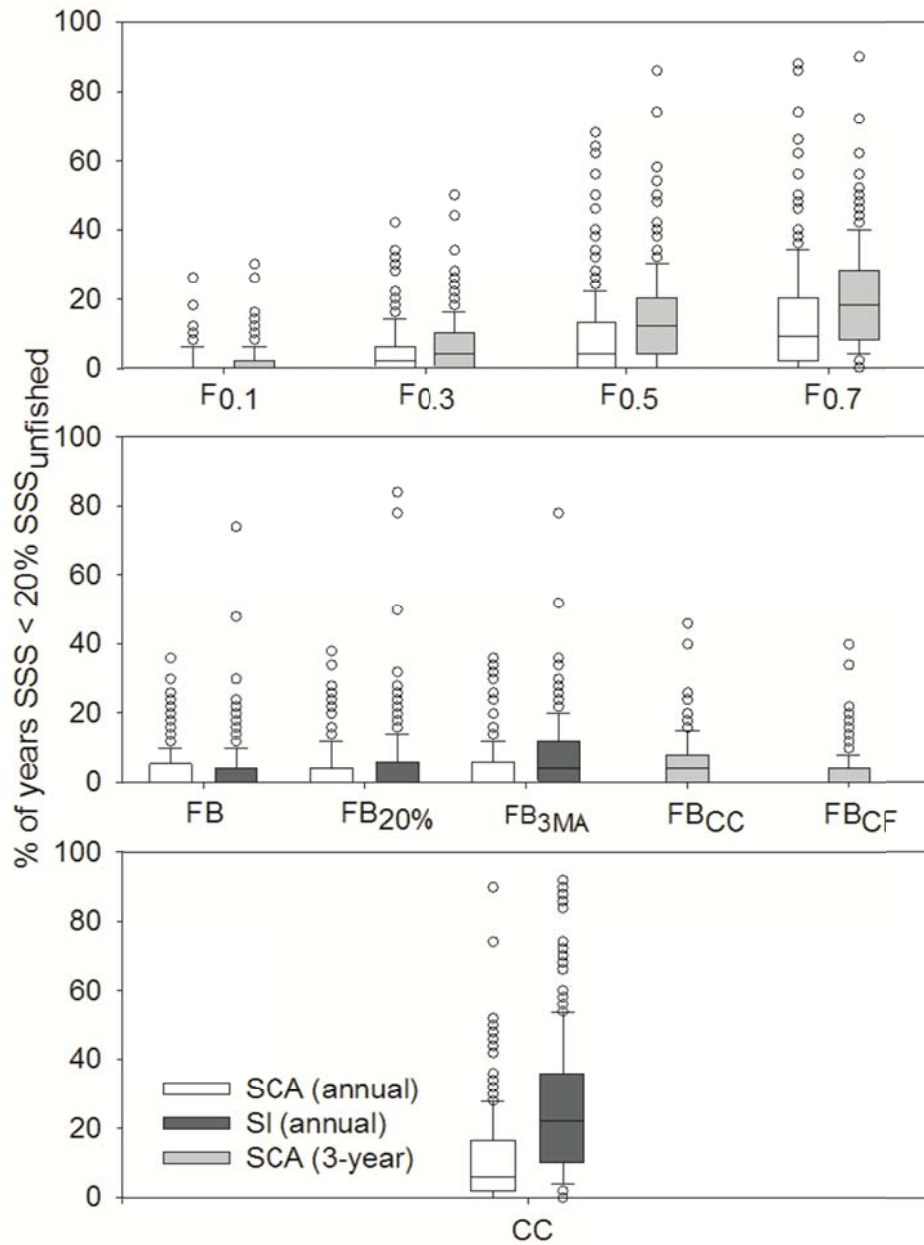 % of years SSS < 20% SSSunfished
100
80
60
40
20
0
F0.1 F0.3 F0.5 F0.7
100
80
60
40
20
0
FB FB20% FB3MA FBCC FBCF
100
80
60
40
20
0
SCA (annual)
SI (annual)
SCA (3-year)
CC